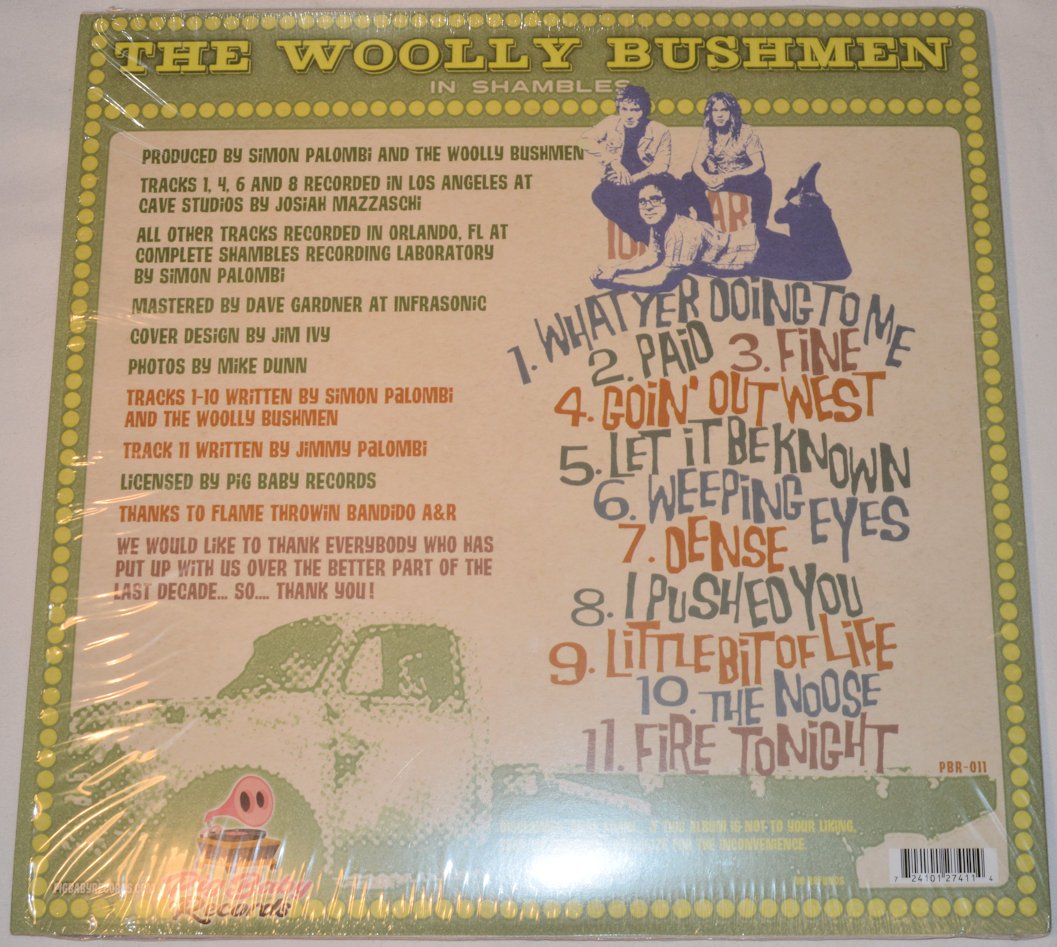 THE WOOLLY BUSHMEN
IN SHAMBLES
PRODUCED BY SIMON PALOMBI AND THE WOOLLY BUSHMEN
TRACKS 1, 4, 6 AND 8 RECORDED IN LOS ANGELES AT
CAVE STUDIOS BY JOSIAH MAZZASCHI
ALL OTHER TRACKS RECORDED IN ORLANDO, FL AT
COMPLETE SHAMBLES RECORDING LABORATORY
BY SIMON PALOMBI
MASTERED BY DAVE GARDNER AT INFRASONIC
COVER DESIGN BY JIM IVY
PHOTOS BY MIKE DUNN
TRACKS 1-10 WRITTEN BY SIMON PALOMBI
AND THE WOOLLY BUSHMEN
TRACK 11 WRITTEN BY JIMMY PALOMBI
LICENSED BY PIG BABY RECORDS
THANKS TO FLAME THROWIN BANDIDO A&R
WE WOULD LIKE TO THANK EVERYBODY WHO HAS
PUT UP WITH US OVER THE BETTER PART OF THE
LAST DECADE... SO.... THANK YOU!
1. WHAT YER DOING TO ME
2. PAID 3. FINE
4. GOIN' OUT WEST
5. LET IT BE KNOWN
6. WEEPING EYES
7. DENSE
8. I PUSHED YOU
9. LITTLE BIT OF LIFE
10. THE NOOSE
11. FIRE TONIGHT
PBR-011
IF THIS ALBUM IS NOT TO YOUR LIKING,
FOR THE INCONVENIENCE.
NO REFUNDS
PIGBABYRECORDS.COM
Pig Baby
Records
7 24101 27411 4